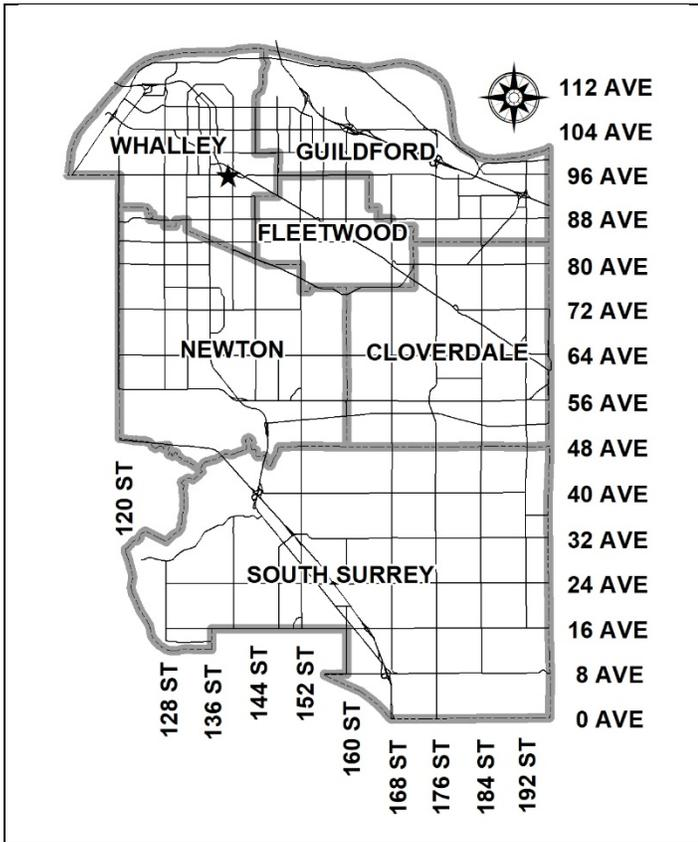 112 AVE
104 AVE
WHALLEY
GUILDFORD
96 AVE
88 AVE
FLEETWOOD
80 AVE
72 AVE
NEWTON
CLOVERDALE
64 AVE
56 AVE
48 AVE
120 ST
40 AVE
32 AVE
SOUTH SURREY
24 AVE
16 AVE
8 AVE
128 ST
136 ST
144 ST
152 ST
160 ST
0 AVE
168 ST
176 ST
184 ST
192 ST